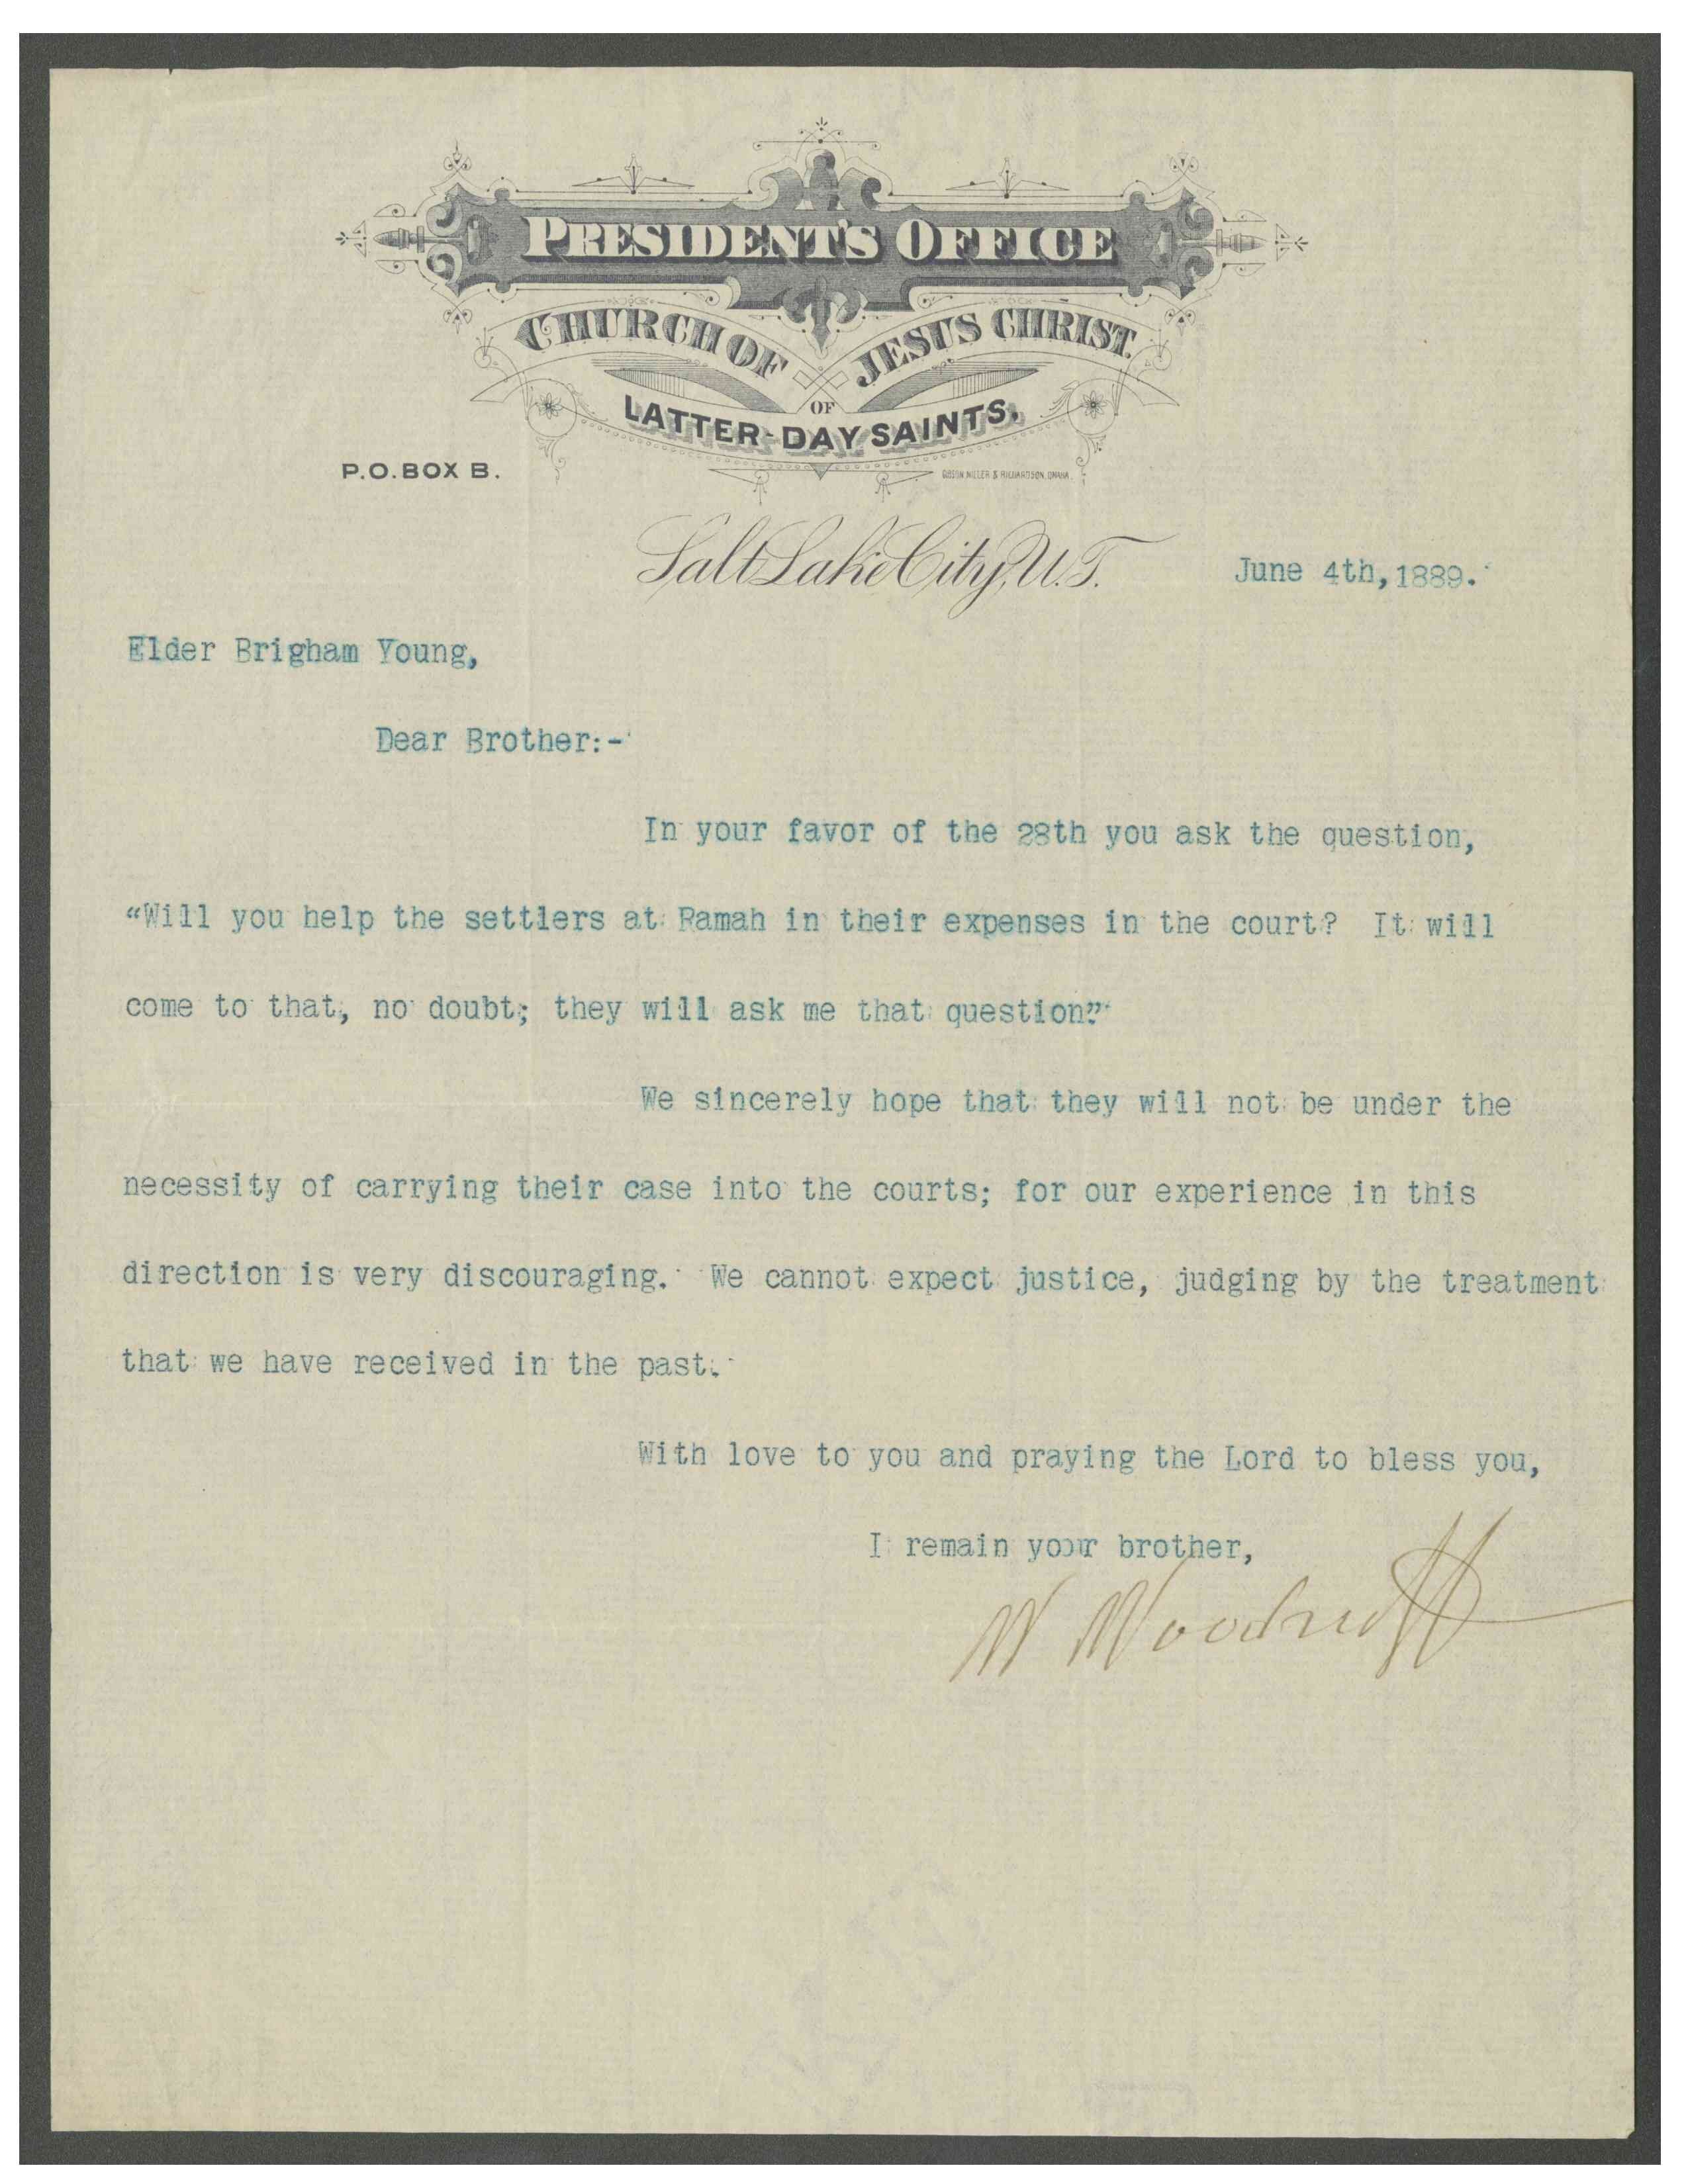 PRESIDENT'S OFFICE
CHURCH OF JESUS CHRIST
OF
LATTER-DAY SAINTS.
P.O. BOX B.
GIBSON MILLER & RICHARDSON, OMAHA
Salt Lake City, U.T. June 4th, 1889.
Elder Brigham Young,
Dear Brother:-
In your favor of the 28th you ask the question,
“Will you help the settlers at Ramah in their expenses in the court? It will
come to that, no doubt; they will ask me that question.”
We sincerely hope that they will not be under the
necessity of carrying their case into the courts; for our experience in this
direction is very discouraging. We cannot expect justice, judging by the treatment
that we have received in the past.
With love to you and praying the Lord to bless you,
I remain your brother,
W Woodruff